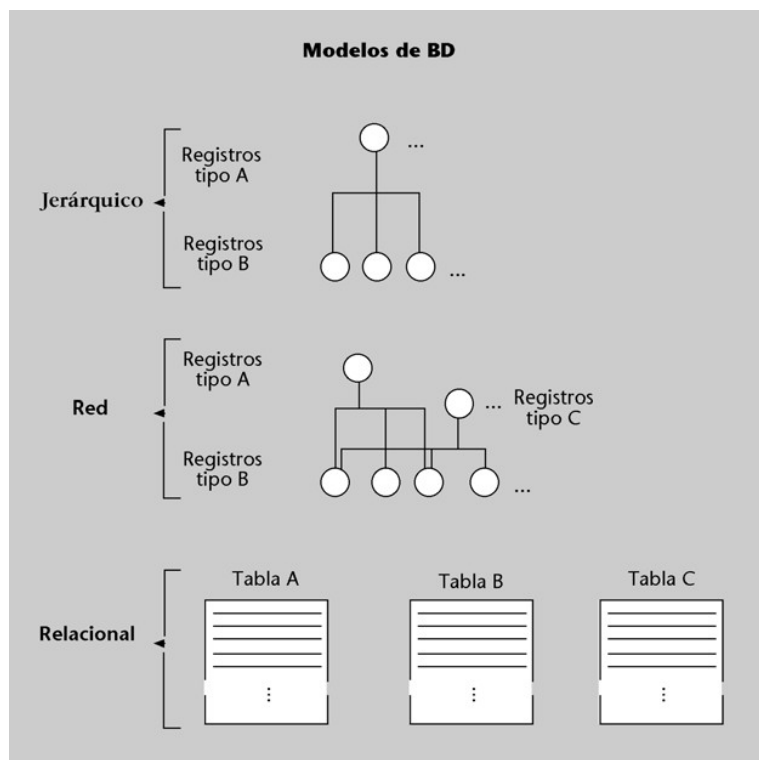 Modelos de BD
Jerárquico
Registros
tipo A
...
Registros
tipo B
...
Red
Registros
tipo A
... Registros
tipo C
Registros
tipo B
...
Relacional
Tabla A
Tabla B
Tabla C
⋮
⋮
⋮